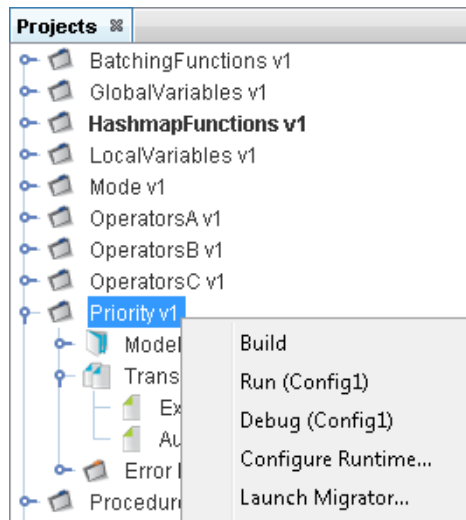 Projects
BatchingFunctions v1
GlobalVariables v1
HashmapFunctions v1
LocalVariables v1
Mode v1
OperatorsA v1
OperatorsB v1
OperatorsC v1
Priority v1
Model
Trans
Ex
Au
Error
Procedure
Build
Run (Config1)
Debug (Config1)
Configure Runtime...
Launch Migrator...